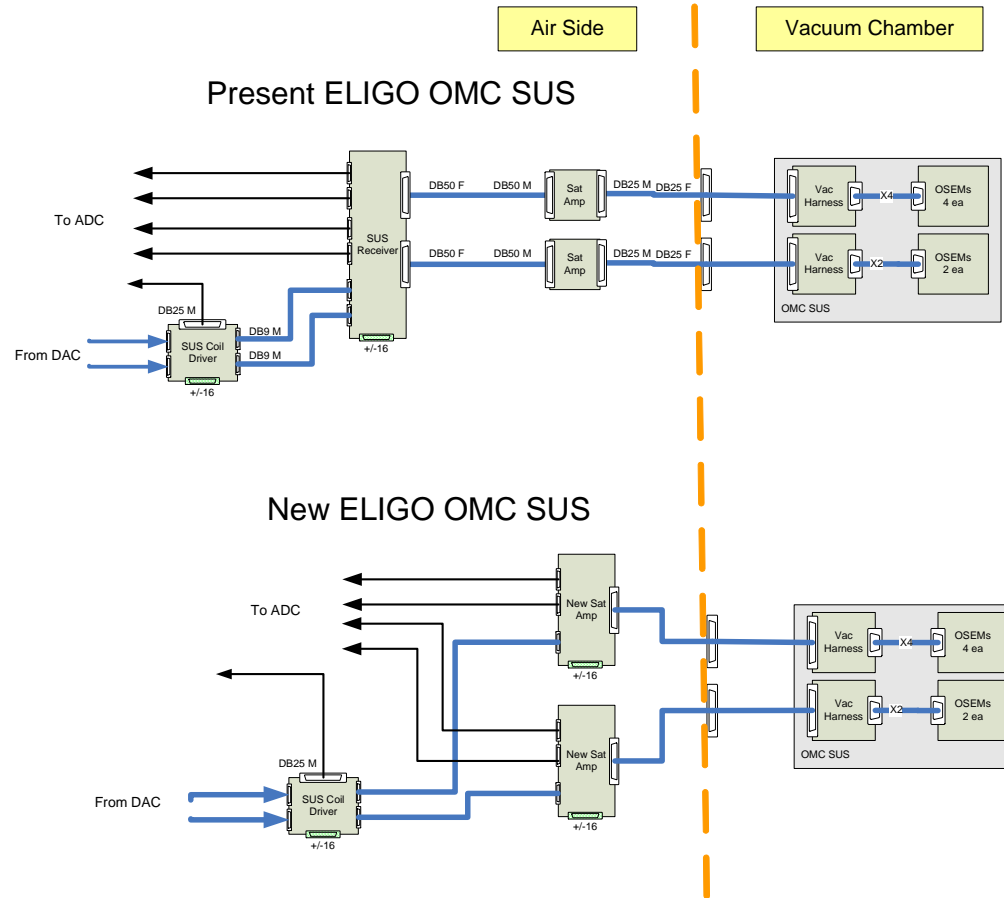 Air Side
Vacuum Chamber
Present ELIGO OMC SUS
To ADC
SUS
Receiver
+/-16
DB50 F
DB50 M
Sat
Amp
DB25 M
DB25 F
Vac
Harness
X4
OSEMs
4 ea
DB50 F
DB50 M
Sat
Amp
DB25 M
DB25 F
Vac
Harness
X2
OSEMs
2 ea
OMC SUS
DB25 M
From DAC
SUS Coil
Driver
+/-16
DB9 M
DB9 M
New ELIGO OMC SUS
To ADC
New Sat
Amp
+/-16
Vac
Harness
X4
OSEMs
4 ea
New Sat
Amp
+/-16
Vac
Harness
X2
OSEMs
2 ea
OMC SUS
DB25 M
From DAC
SUS Coil
Driver
+/-16